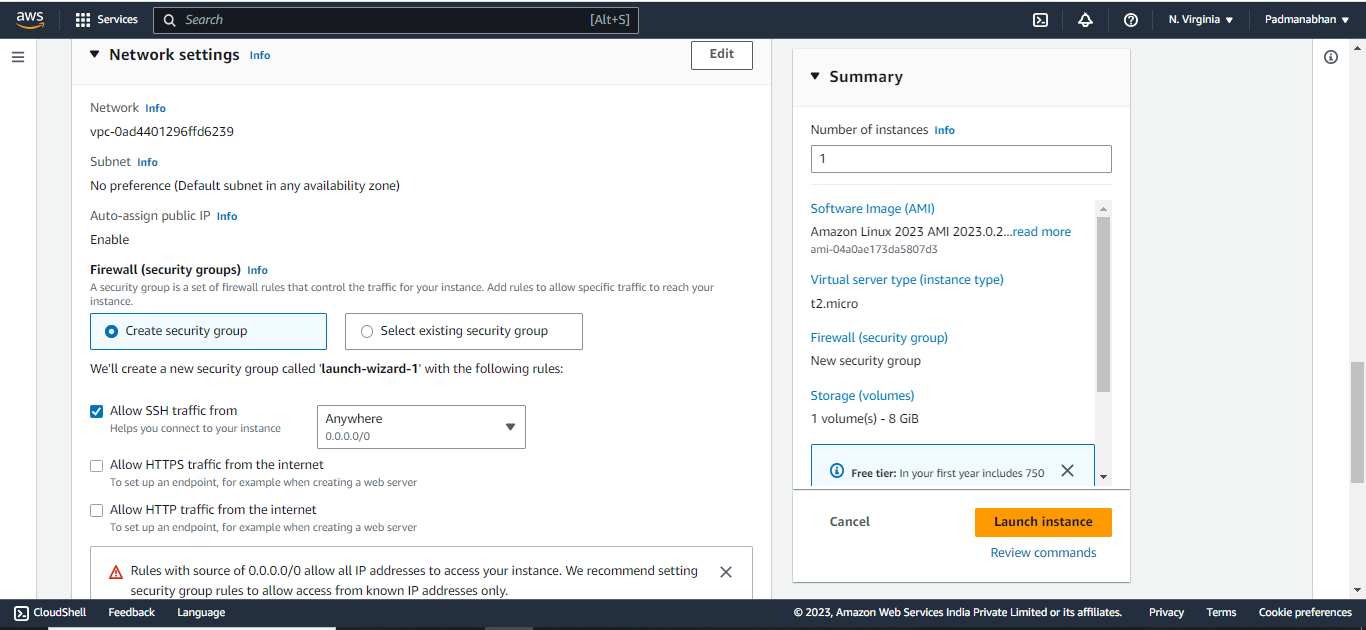 aws
Services
Search
[Alt+S]
N. Virginia
Padmanabhan
Network settings Info
Edit
Network Info
vpc-0ad4401296ffd6239
Subnet Info
No preference (Default subnet in any availability zone)
Auto-assign public IP Info
Enable
Firewall (security groups) Info
A security group is a set of firewall rules that control the traffic for your instance. Add rules to allow specific traffic to reach your
instance.
Create security group
Select existing security group
We'll create a new security group called 'launch-wizard-1' with the following rules:
Allow SSH traffic from
Helps you connect to your instance
Anywhere
0.0.0.0/0
Allow HTTPS traffic from the internet
To set up an endpoint, for example when creating a web server
Allow HTTP traffic from the internet
To set up an endpoint, for example when creating a web server
Rules with source of 0.0.0.0/0 allow all IP addresses to access your instance. We recommend setting
security group rules to allow access from known IP addresses only.
Summary
Number of instances Info
1
Software Image (AMI)
Amazon Linux 2023 AMI 2023.0.2...read more
ami-04a0ae173da5807d3
Virtual server type (instance type)
t2.micro
Firewall (security group)
New security group
Storage (volumes)
1 volume(s) - 8 GiB
Free tier: In your first year includes 750
Cancel
Launch instance
Review commands
CloudShell
Feedback
Language
© 2023, Amazon Web Services India Private Limited or its affiliates.
Privacy
Terms
Cookie preferences